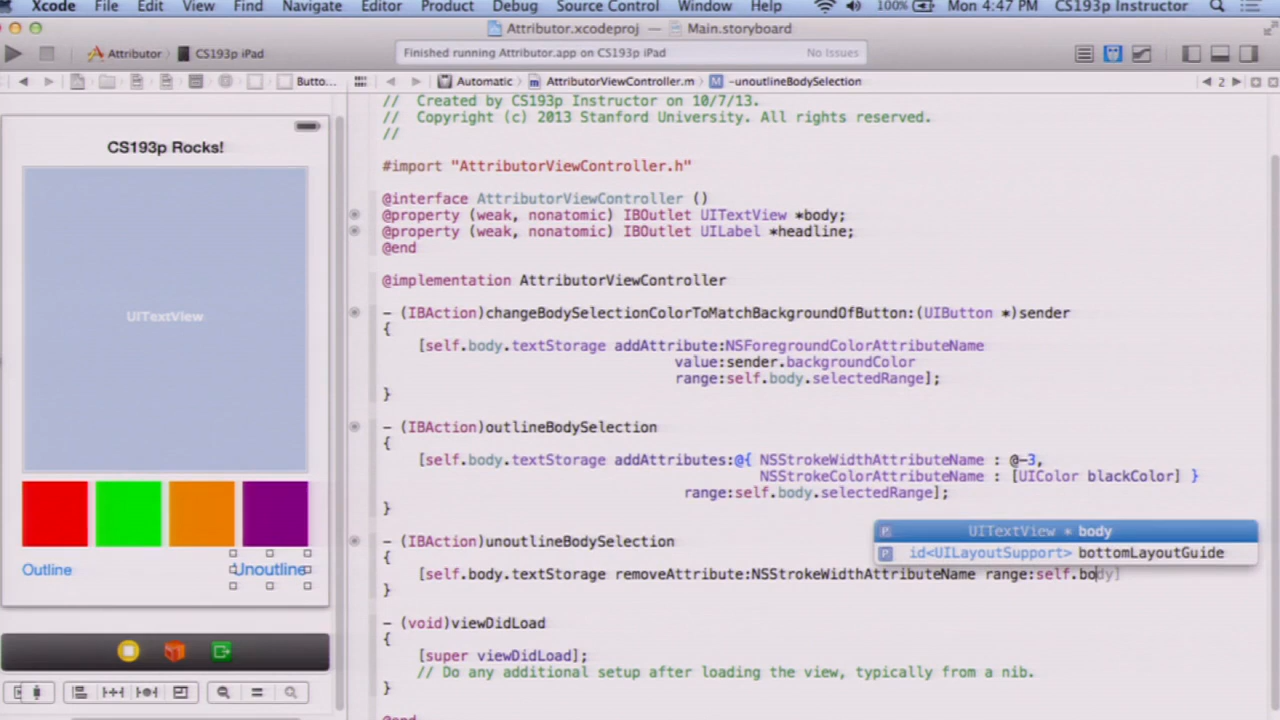 Xcode File Edit View Find Navigate Editor Product Debug Source Control Window Help 100% Mon 4:47 PM CS193p Instructor
Attributor.xcodeproj — Main.storyboard
Attributor CS193p iPad Finished running Attributor.app on CS193p iPad No Issues
Butto... Automatic AttributorViewController.m M -unoutlineBodySelection 2
CS193p Rocks!
UITextView
Outline
Unoutline
// Created by CS193p Instructor on 10/7/13.
// Copyright (c) 2013 Stanford University. All rights reserved.
//
#import "AttributorViewController.h"
@interface AttributorViewController ()
@property (weak, nonatomic) IBOutlet UITextView *body;
@property (weak, nonatomic) IBOutlet UILabel *headline;
@end
@implementation AttributorViewController
- (IBAction)changeBodySelectionColorToMatchBackgroundOfButton:(UIButton *)sender
{
[self.body.textStorage addAttribute:NSForegroundColorAttributeName
value:sender.backgroundColor
range:self.body.selectedRange];
}
- (IBAction)outlineBodySelection
{
[self.body.textStorage addAttributes:@{ NSStrokeWidthAttributeName : @-3,
NSStrokeColorAttributeName : [UIColor blackColor] }
range:self.body.selectedRange];
}
- (IBAction)unoutlineBodySelection
{
[self.body.textStorage removeAttribute:NSStrokeWidthAttributeName range:self.body]
}
P UITextView * body
P id<UILayoutSupport> bottomLayoutGuide
- (void)viewDidLoad
{
[super viewDidLoad];
// Do any additional setup after loading the view, typically from a nib.
}
@end